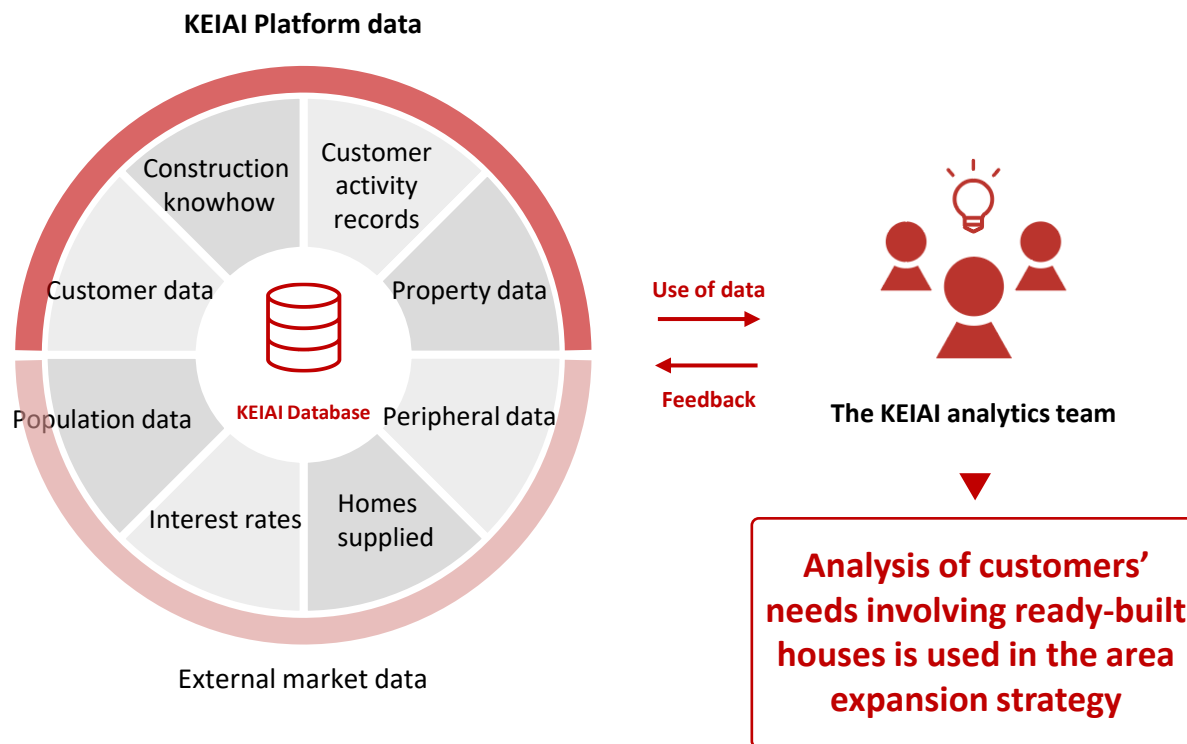 KEIAI Platform data
Construction
knowhow
Customer
activity
records
Customer data
Property data
KEIAI Database
Population data
Peripheral data
Interest rates
Homes
supplied
External market data
Use of data
Feedback
The KEIAI analytics team
Analysis of customers’
needs involving ready-built
houses is used in the area
expansion strategy